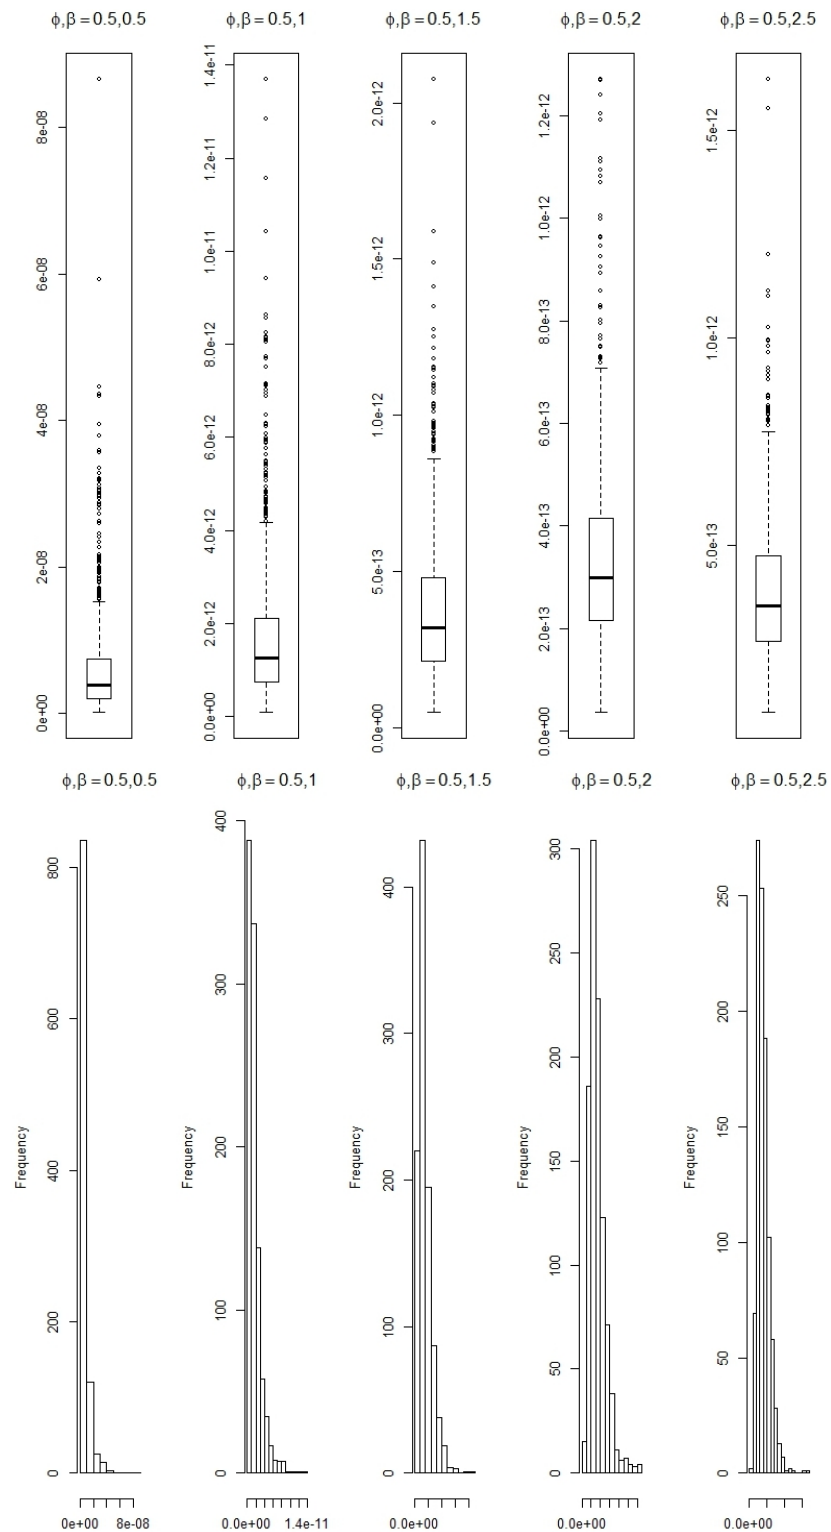 ϕ,β = 0.5,0.5
ϕ,β = 0.5,1
ϕ,β = 0.5,1.5
ϕ,β = 0.5,2
ϕ,β = 0.5,2.5
0e+00 2e-08 4e-08 6e-08 8e-08
0.0e+00 2.0e-12 4.0e-12 6.0e-12 8.0e-12 1.0e-11 1.2e-11 1.4e-11
0.0e+00 5.0e-13 1.0e-12 1.5e-12 2.0e-12
0.0e+00 2.0e-13 4.0e-13 6.0e-13 8.0e-13 1.0e-12 1.2e-12
5.0e-13 1.0e-12 1.5e-12
ϕ,β = 0.5,0.5
ϕ,β = 0.5,1
ϕ,β = 0.5,1.5
ϕ,β = 0.5,2
ϕ,β = 0.5,2.5
Frequency
0 200 400 600 800
0e+00 8e-08
Frequency
0 100 200 300 400
0.0e+00 1.4e-11
Frequency
0 100 200 300 400
0.0e+00
Frequency
0 50 100 150 200 250 300
0.0e+00
Frequency
0 50 100 150 200 250
0.0e+00